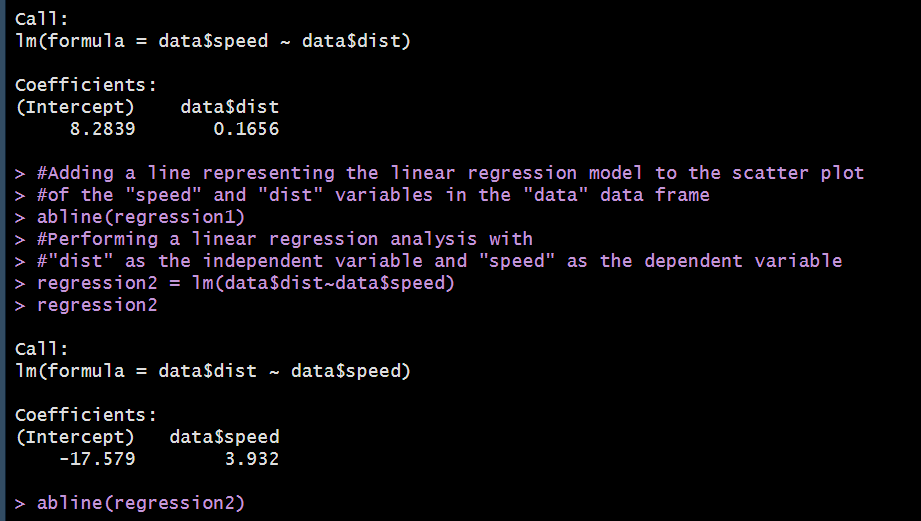 Call:
lm(formula = data$speed ~ data$dist)
Coefficients:
(Intercept)    data$dist
     8.2839       0.1656
> #Adding a line representing the linear regression model to the scatter plot
> #of the "speed" and "dist" variables in the "data" data frame
> abline(regression1)
> #Performing a linear regression analysis with
> #"dist" as the independent variable and "speed" as the dependent variable
> regression2 = lm(data$dist~data$speed)
> regression2
Call:
lm(formula = data$dist ~ data$speed)
Coefficients:
(Intercept)   data$speed
    -17.579        3.932
> abline(regression2)